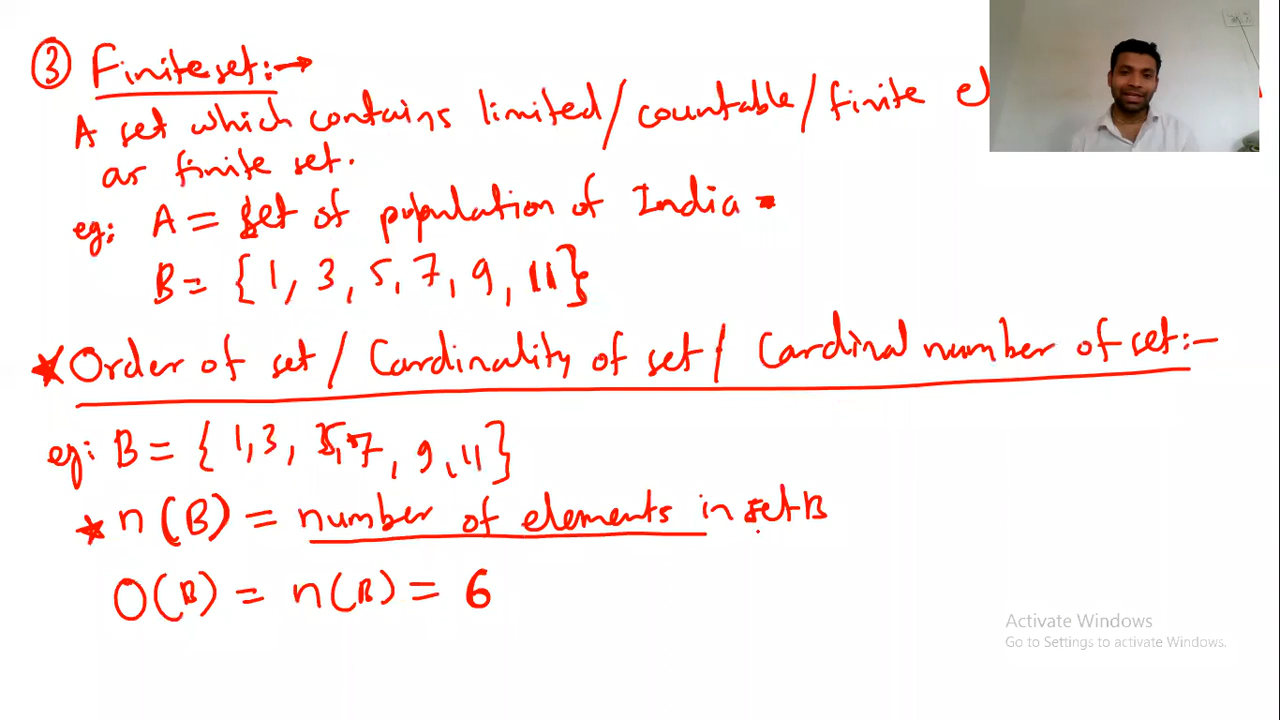 ③ Finite set:→
A set which contains limited/countable/finite
as finite set.
eg: A = set of population of India
B = {1, 3, 5, 7, 9, 11}
★ Order of set / Cardinality of set / Cardinal number of set:-
eg: B = {1, 3, 5, 7, 9, 11}
★ n(B) = number of elements in set B
O(B) = n(B) = 6
Activate Windows
Go to Settings to activate Windows.